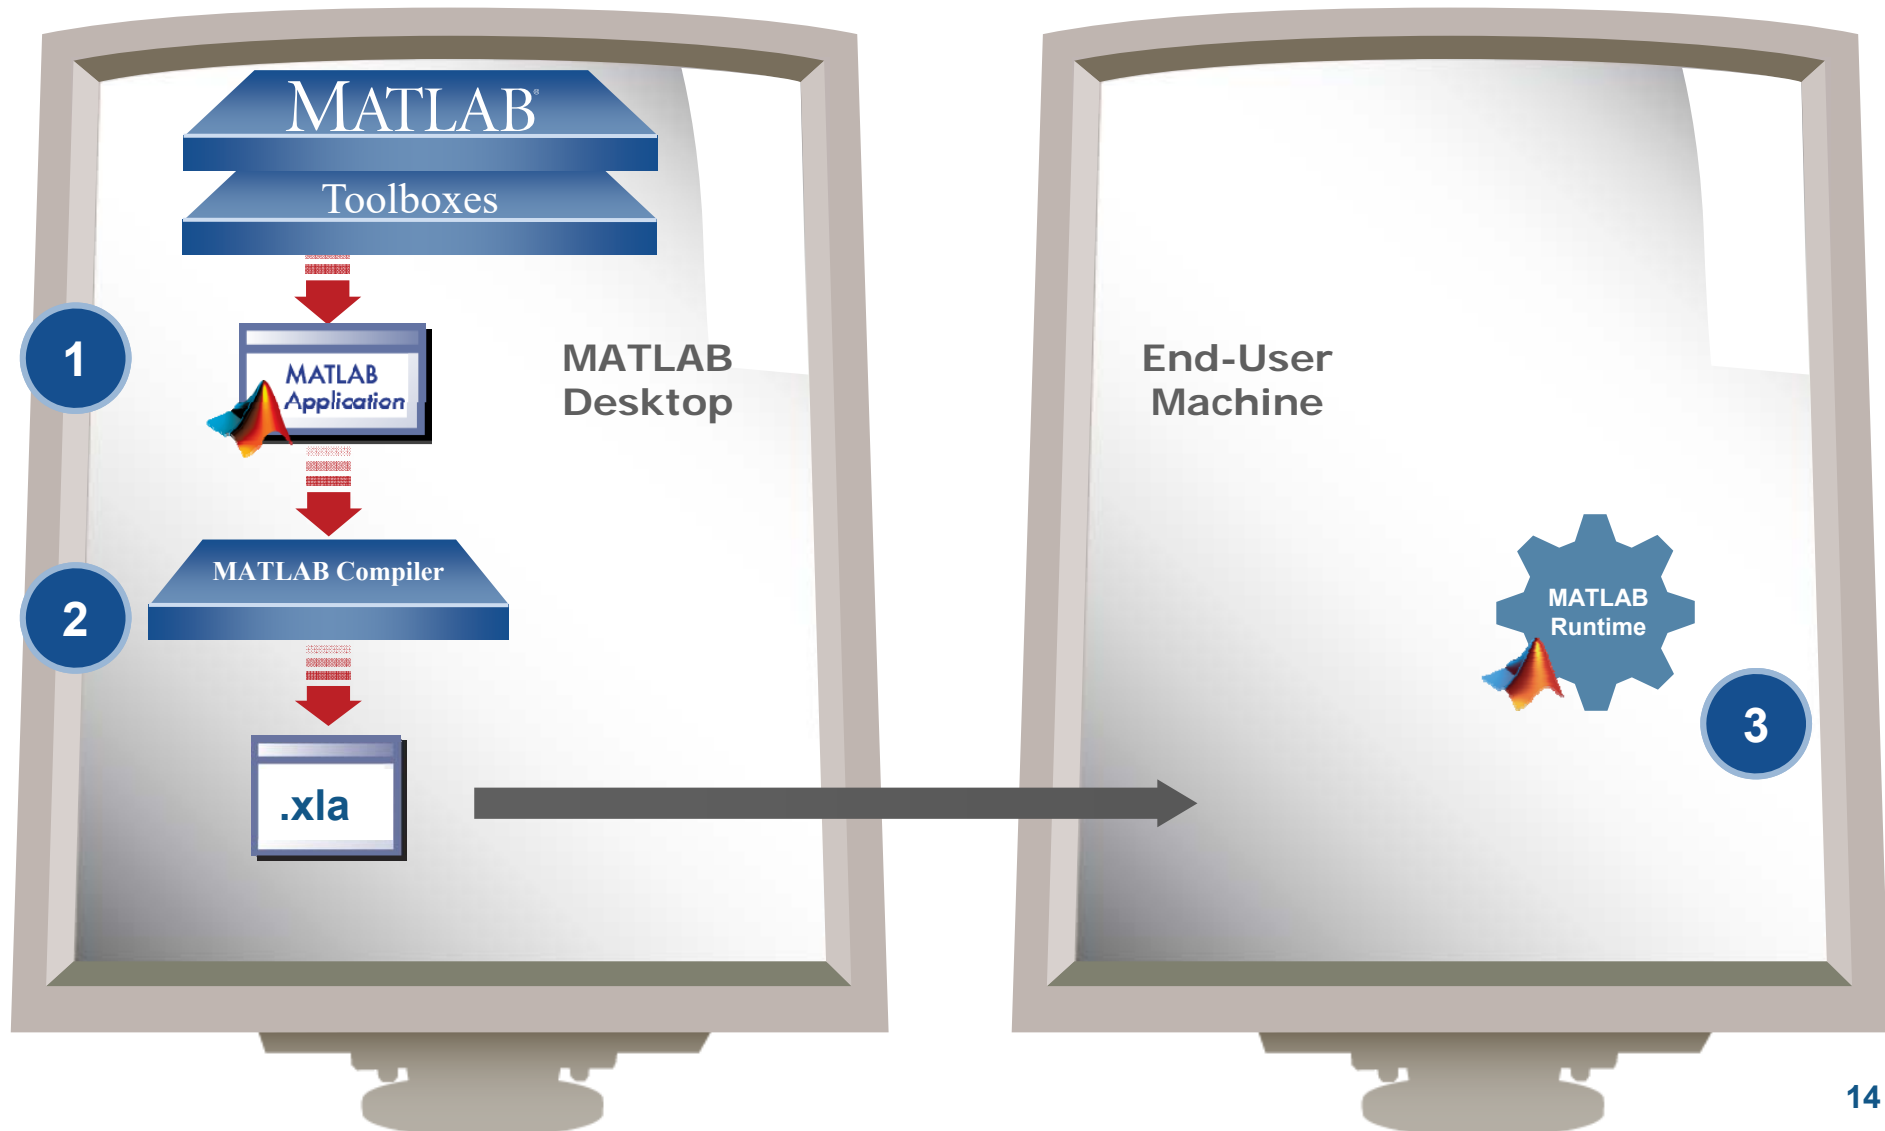 MATLAB®
Toolboxes
1
MATLAB
Application
MATLAB
Desktop
2
MATLAB Compiler
.xla
End-User
Machine
MATLAB
Runtime
3
14